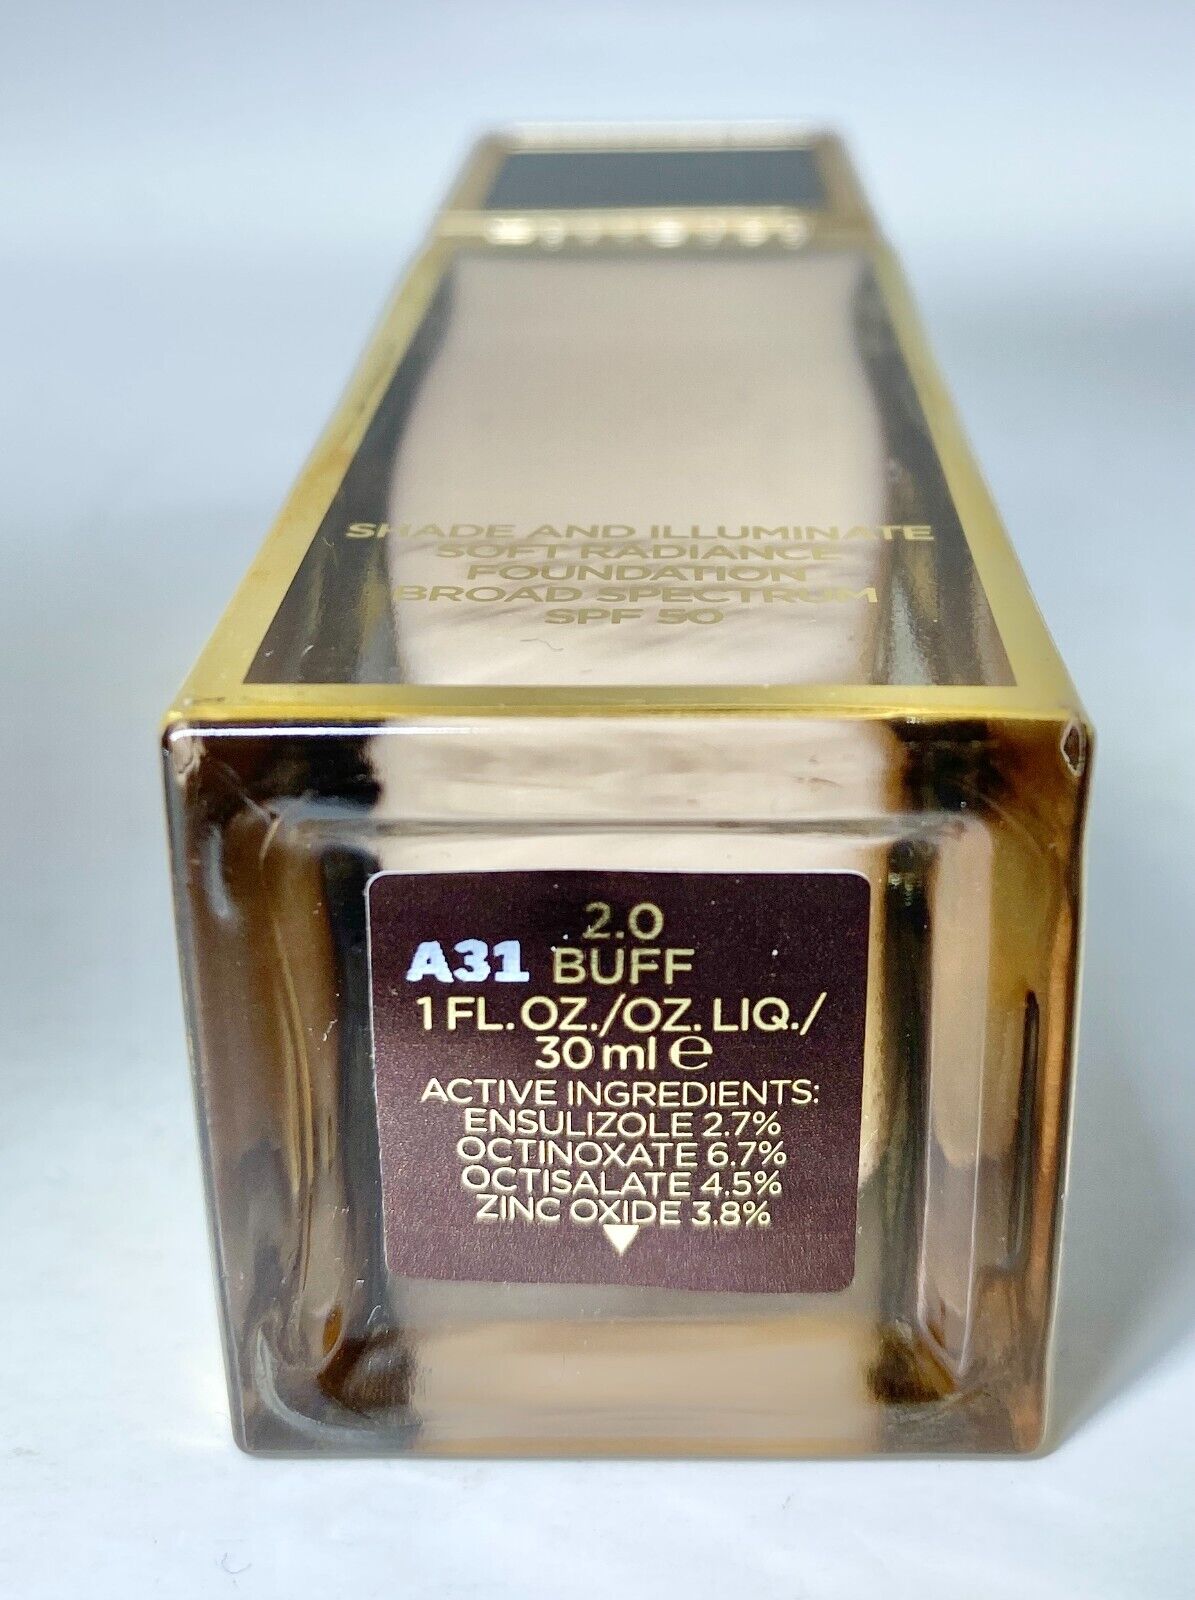 SHADE AND ILLUMINATE
SOFT RADIANCE
FOUNDATION
BROAD SPECTRUM
SPF 50
2.0
A31 BUFF
1 FL. OZ./OZ. LIQ./
30 ml ℮
ACTIVE INGREDIENTS:
ENSULIZOLE 2.7%
OCTINOXATE 6.7%
OCTISALATE 4.5%
ZINC OXIDE 3.8%